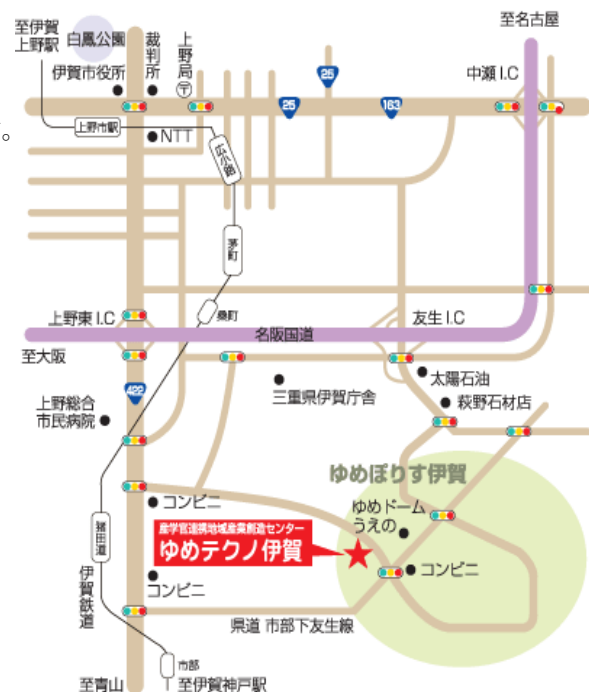 至名古屋
至伊賀
上野駅
白鳳公園
裁判所
上野局
〒
伊賀市役所
中瀬 I.C
25
25
163
上野市駅
NTT
。
広小路
茅町
桑町
上野東 I.C
友生 I.C
名阪国道
至大阪
太陽石油
422
三重県伊賀庁舎
萩野石材店
上野総合
市民病院
ゆめぽりす伊賀
コンビニ
ゆめドーム
うえの
猪田道
産学官連携地域産業創造センター
ゆめテクノ伊賀
コンビニ
コンビニ
伊賀鉄道
県道 市部下友生線
市部
至青山
至伊賀神戸駅